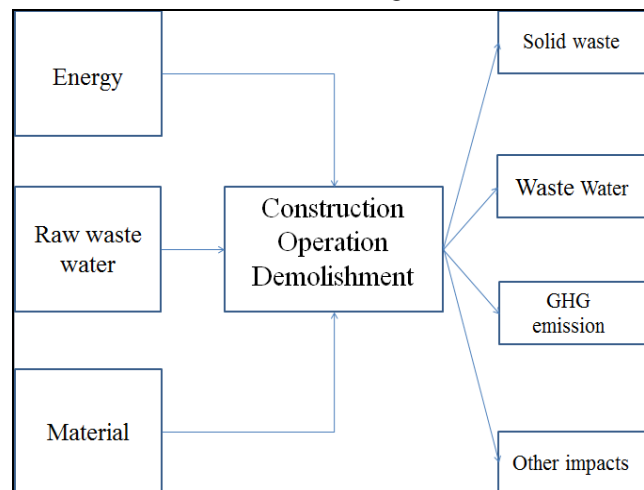 Energy
Raw waste
water
Material
Construction
Operation
Demolishment
Solid waste
Waste Water
GHG
emission
Other impacts